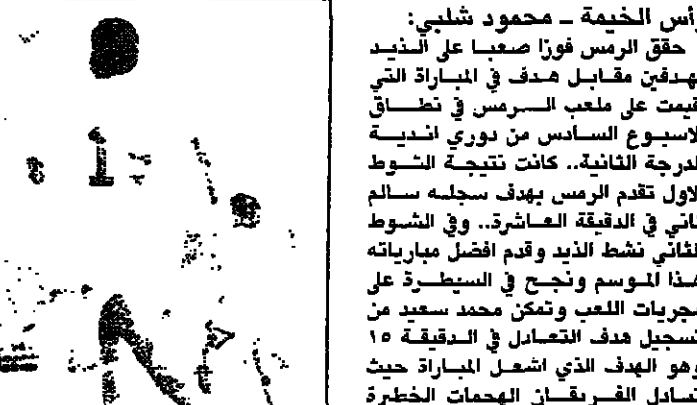 رأس الخيمة ـ محمود شلبي:
حقق الرمس فوزا صعبا على الذيد
بهدفين مقابل هدف في المباراة التي
اقيمت على ملعب الرمس في نطاق
الاسبوع السادس من دوري اندية
الدرجة الثانية.. كانت نتيجة الشوط
الاول تقدم الرمس بهدف سجله سالم
في الدقيقة العاشرة.. وفي الشوط
الثاني نشط الذيد وقدم افضل مبارياته
هذا الموسم ونجح في السيطرة على
مجريات اللعب وتمكن محمد سعيد من
تسجيل هدف التعادل في الدقيقة ١٥
وهو الهدف الذي اشعل المباراة حيث
تبادل الفريقان الهجمات الخطيرة